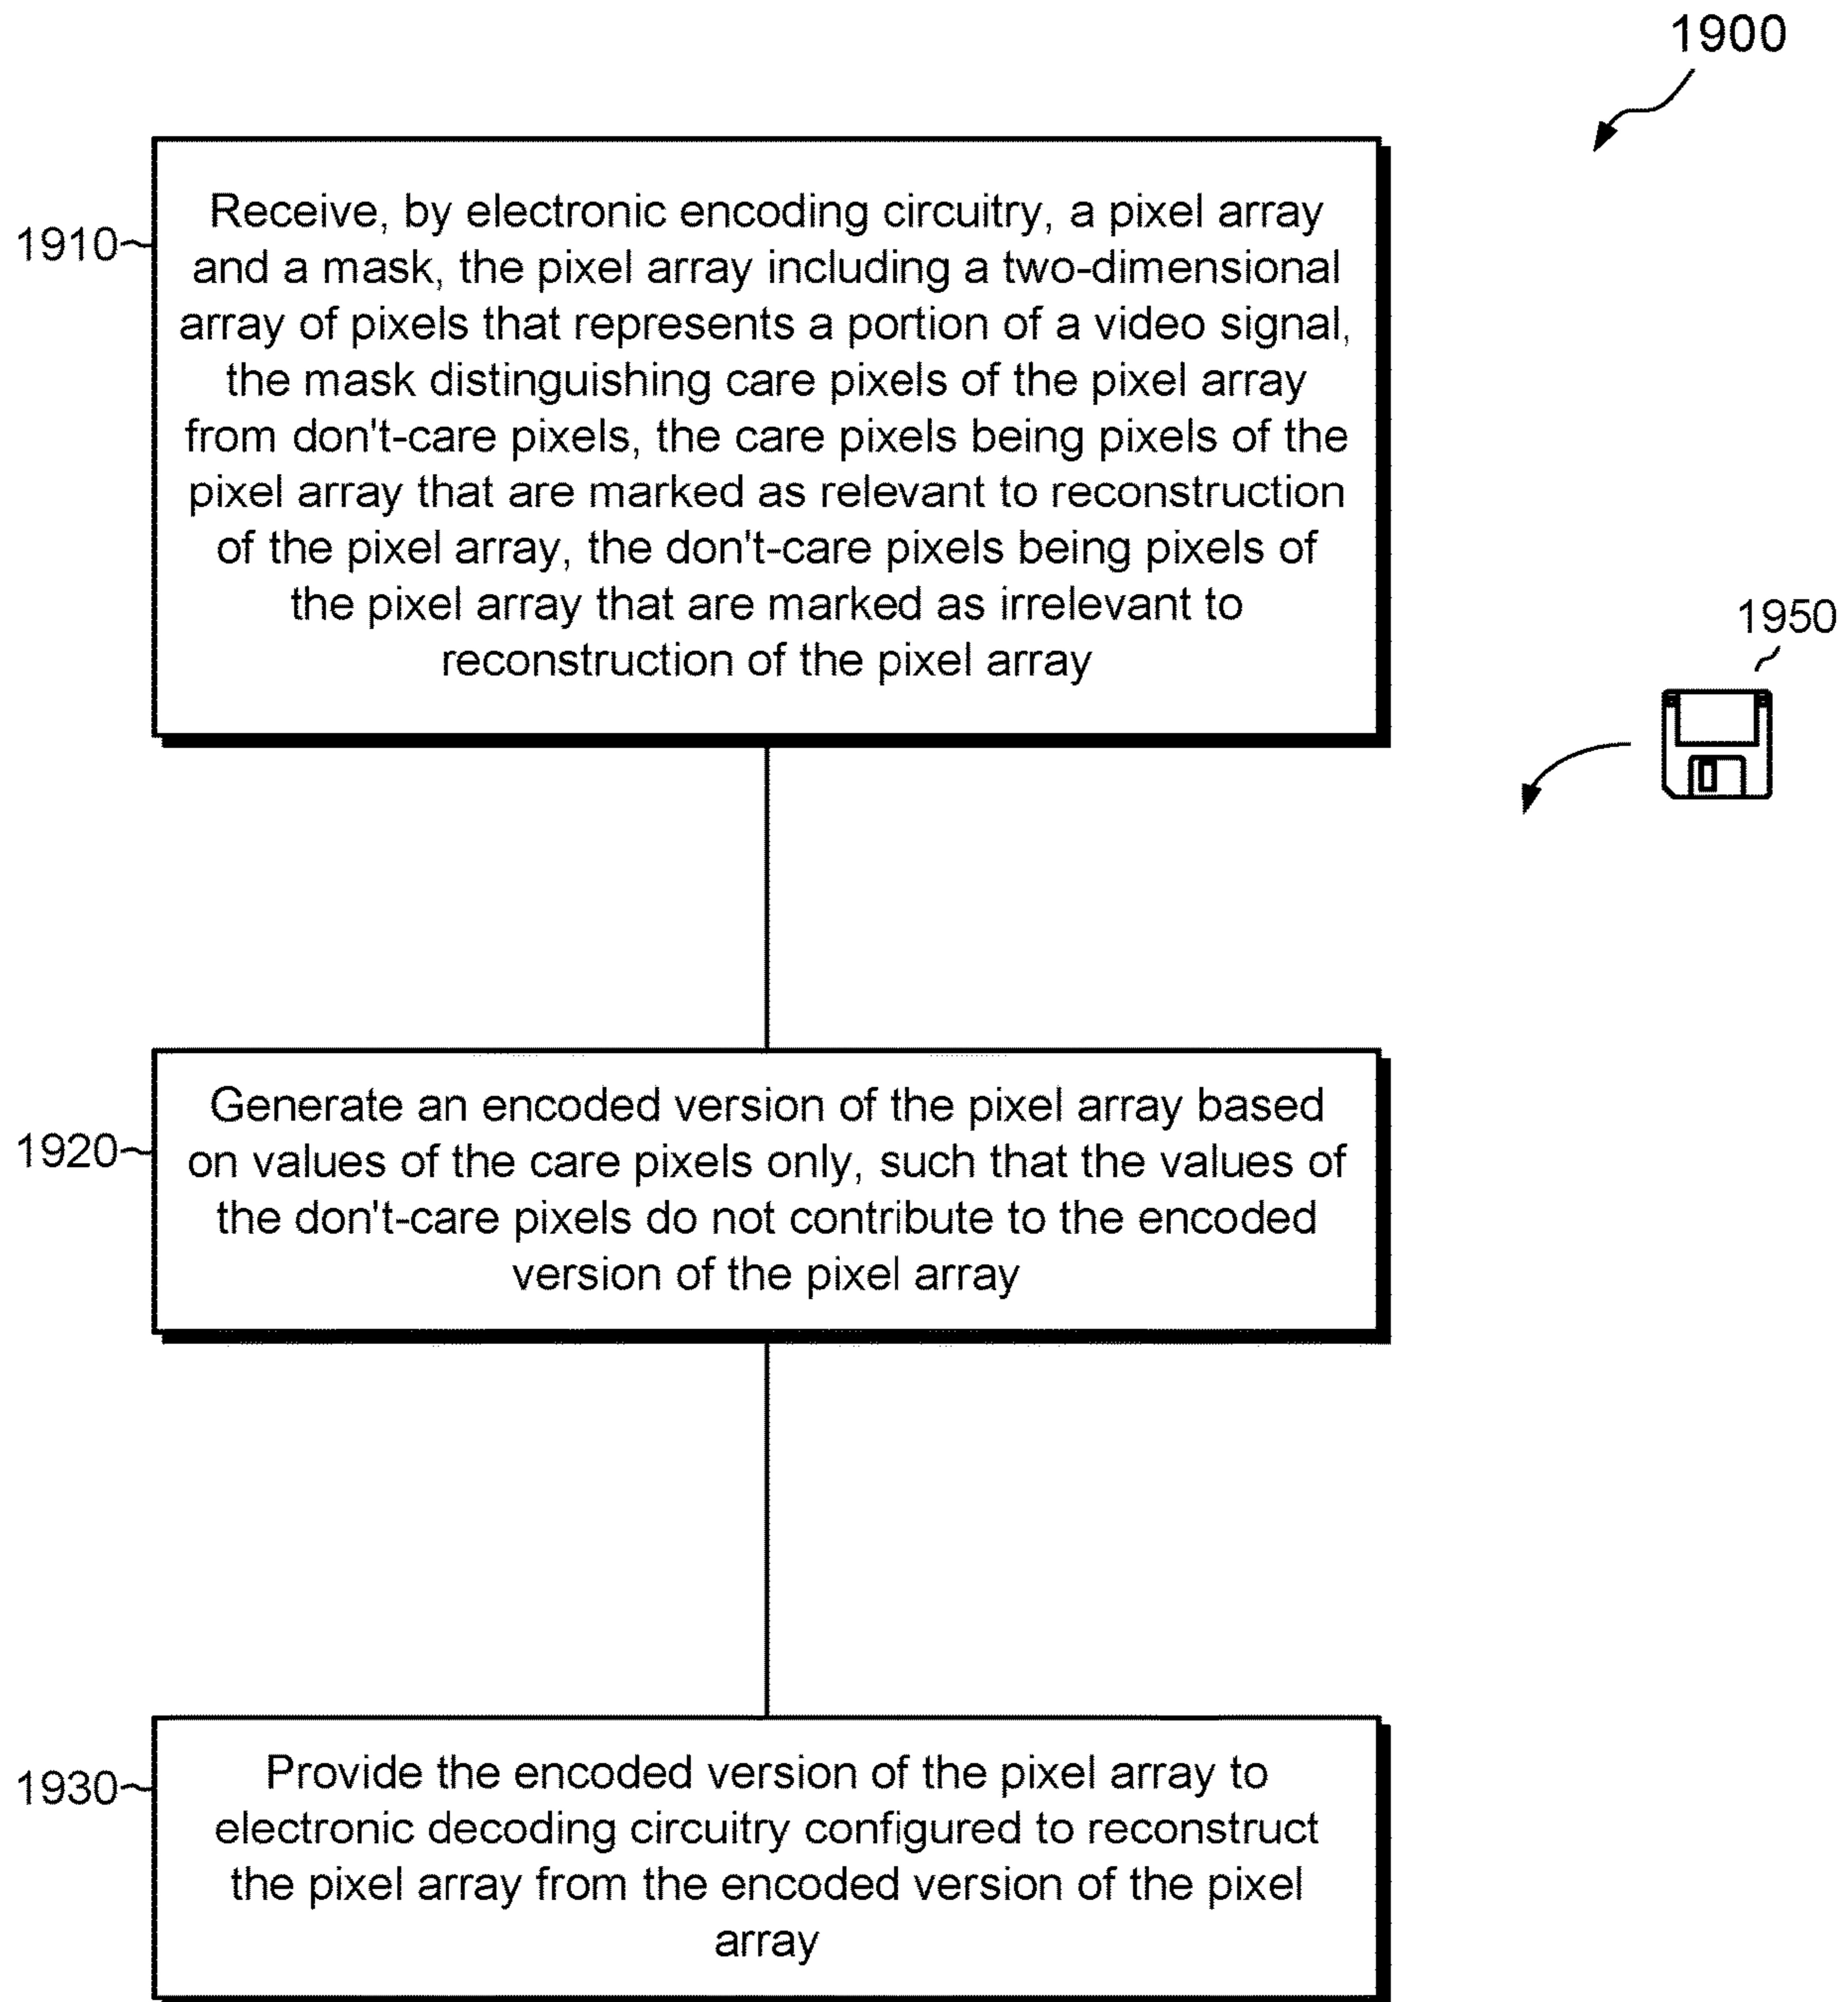 1900
1910
Receive, by electronic encoding circuitry, a pixel array
and a mask, the pixel array including a two-dimensional
array of pixels that represents a portion of a video signal,
the mask distinguishing care pixels of the pixel array
from don't-care pixels, the care pixels being pixels of the
pixel array that are marked as relevant to reconstruction
of the pixel array, the don't-care pixels being pixels of
the pixel array that are marked as irrelevant to
reconstruction of the pixel array
1950
1920
Generate an encoded version of the pixel array based
on values of the care pixels only, such that the values of
the don't-care pixels do not contribute to the encoded
version of the pixel array
1930
Provide the encoded version of the pixel array to
electronic decoding circuitry configured to reconstruct
the pixel array from the encoded version of the pixel
array